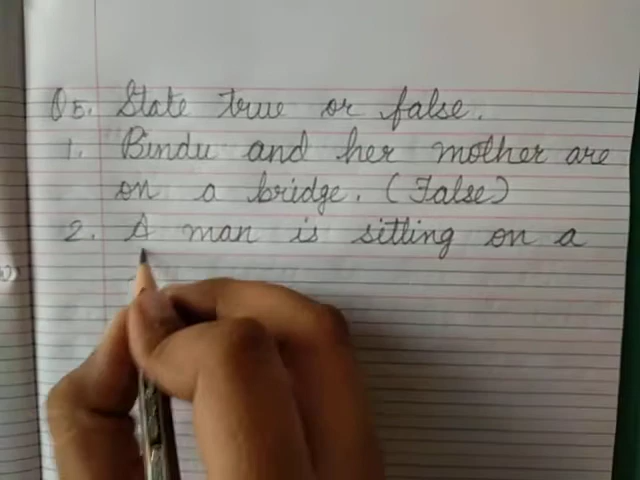 Q5. State true or false.
1. Bindu and her mother are
on a bridge. (False)
2. A man is sitting on a